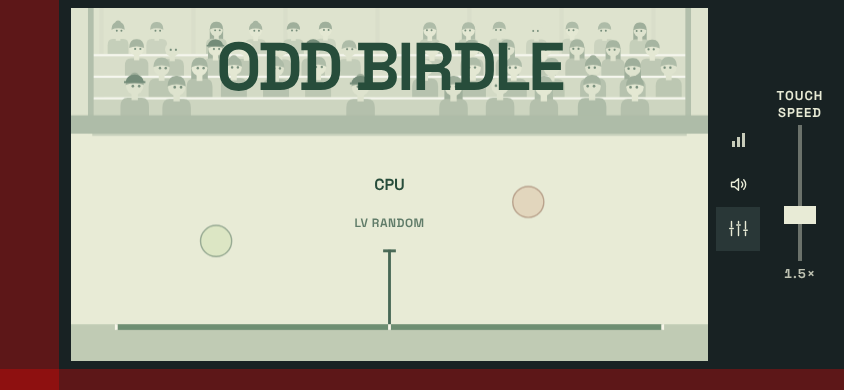 ODD BIRDLE
TOUCH
SPEED
CPU
LV RANDOM
1.5×